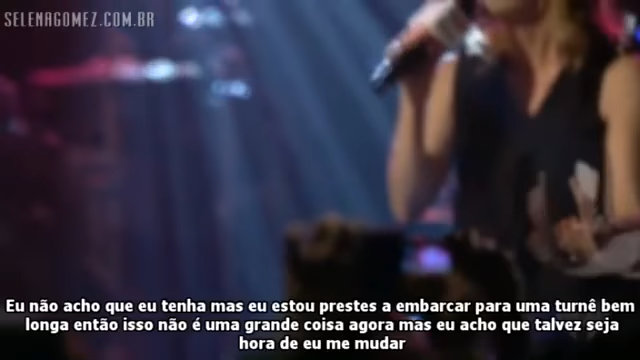 SELENAGOMEZ.COM.BR
Eu não acho que eu tenha mas eu estou prestes a embarcar para uma turnê bem
longa então isso não é uma grande coisa agora mas eu acho que talvez seja
hora de eu me mudar